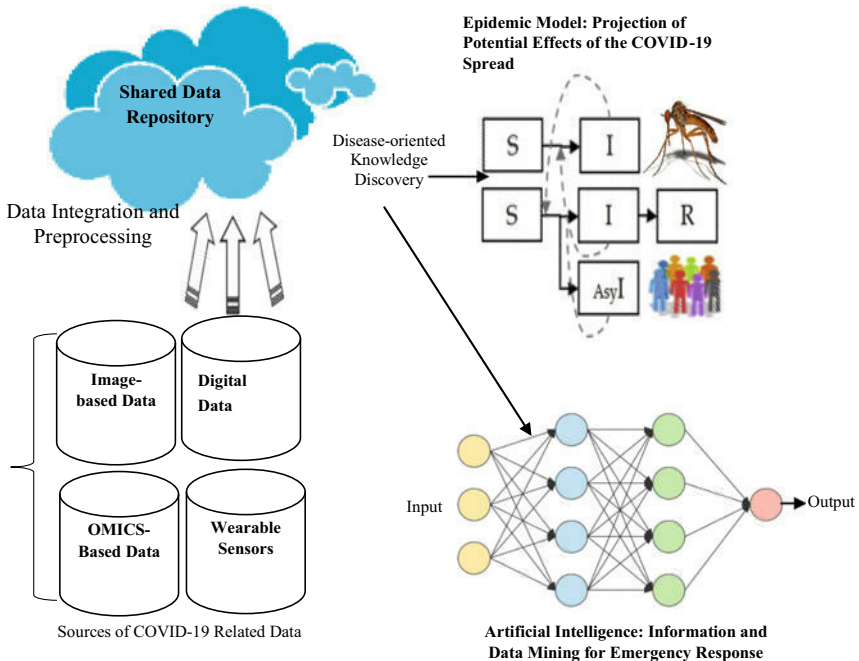 Shared Data
Repository
Data Integration and
Preprocessing
Image-
based Data
Digital
Data
OMICS-
Based Data
Wearable
Sensors
Sources of COVID-19 Related Data
Disease-oriented
Knowledge
Discovery
Epidemic Model: Projection of
Potential Effects of the COVID-19
Spread
S
I
S
I
R
AsyI
Input
Output
Artificial Intelligence: Information and
Data Mining for Emergency Response